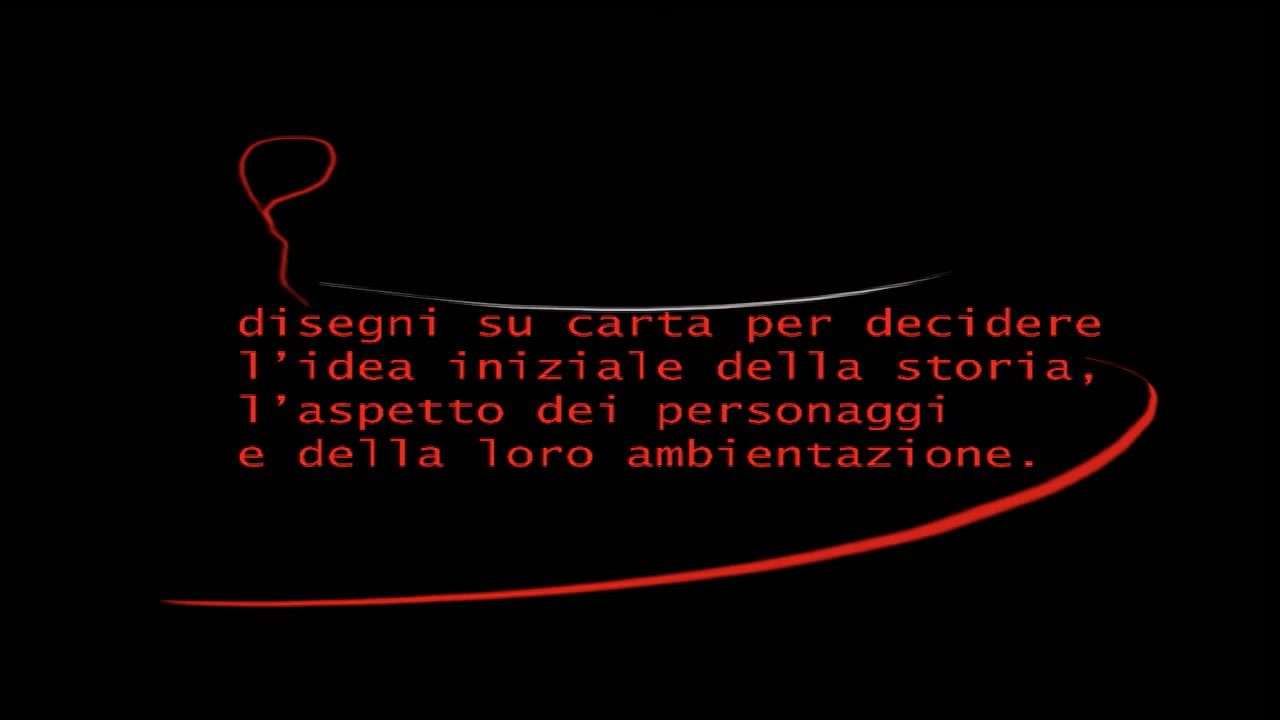 disegni su carta per decidere
l’idea iniziale della storia,
l’aspetto dei personaggi
e della loro ambientazione.